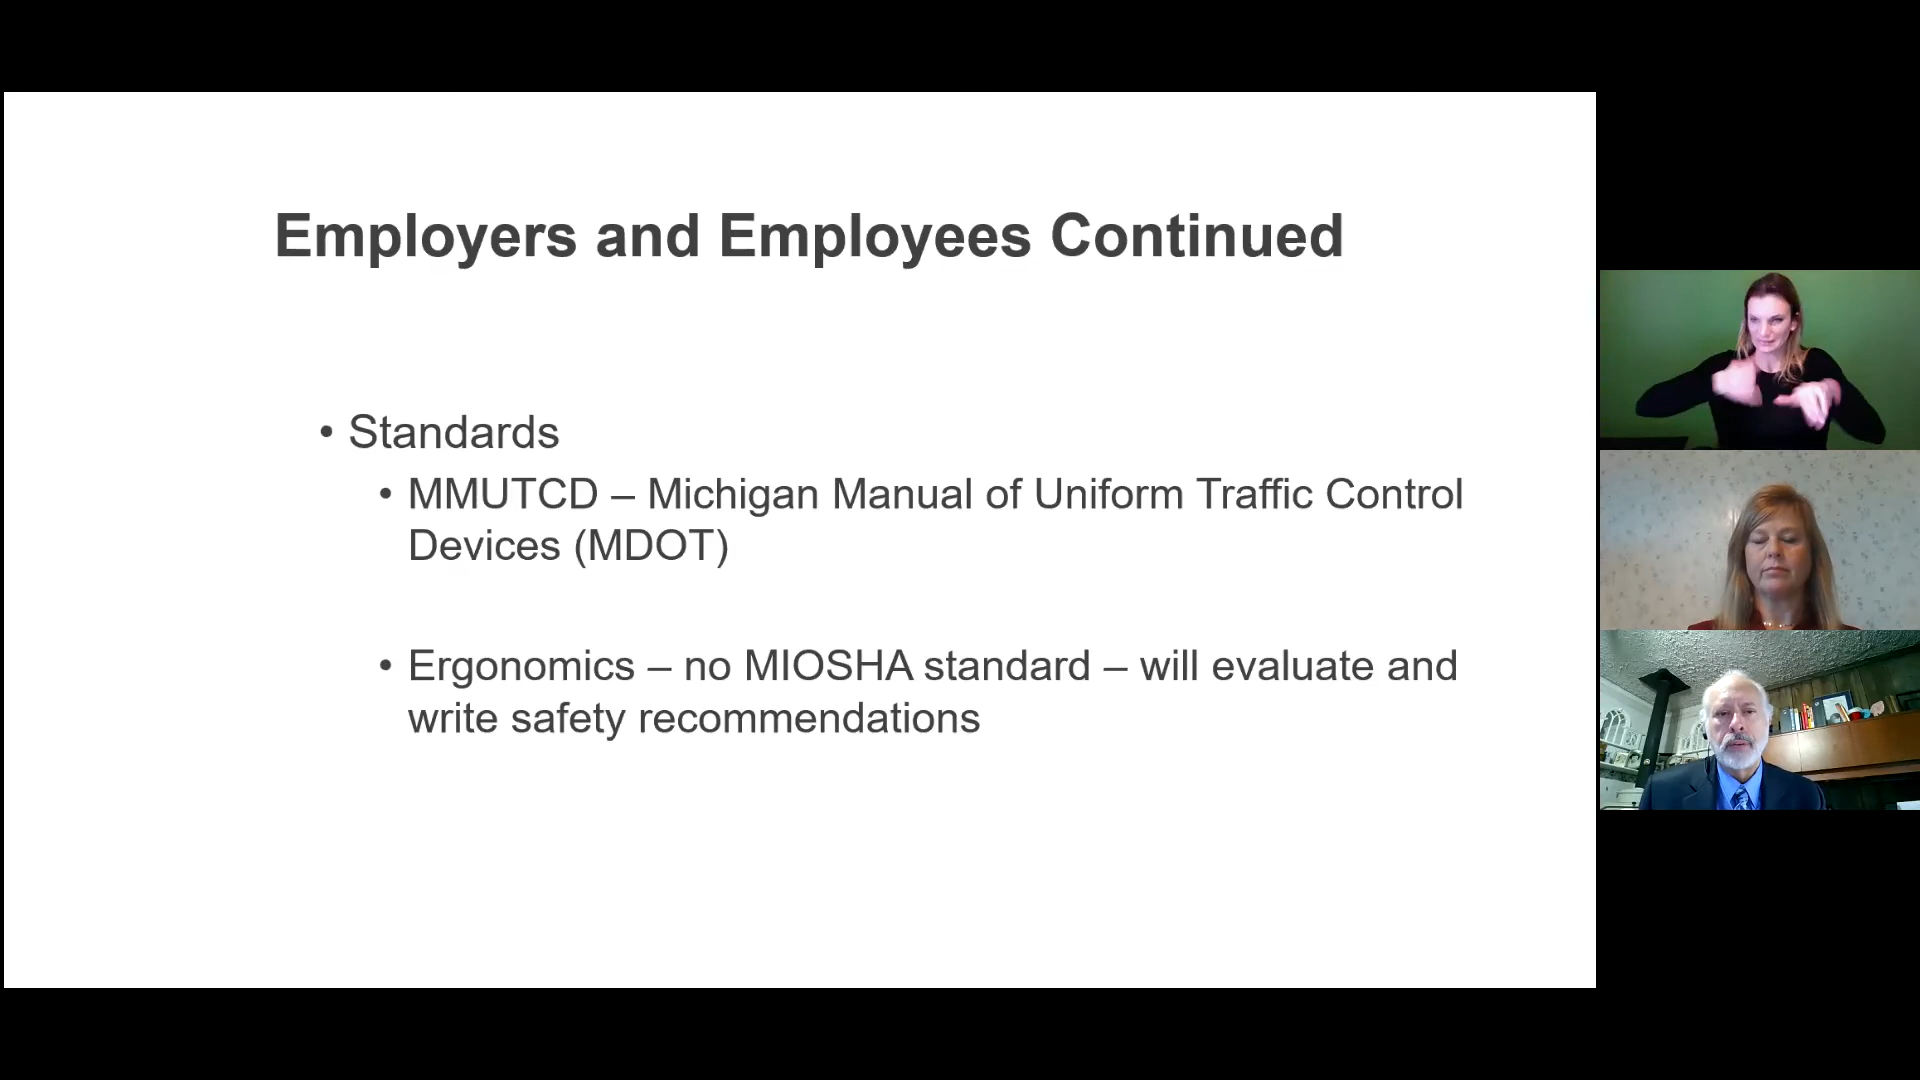 Employers and Employees Continued
• Standards
• MMUTCD – Michigan Manual of Uniform Traffic Control
Devices (MDOT)
• Ergonomics – no MIOSHA standard – will evaluate and
write safety recommendations